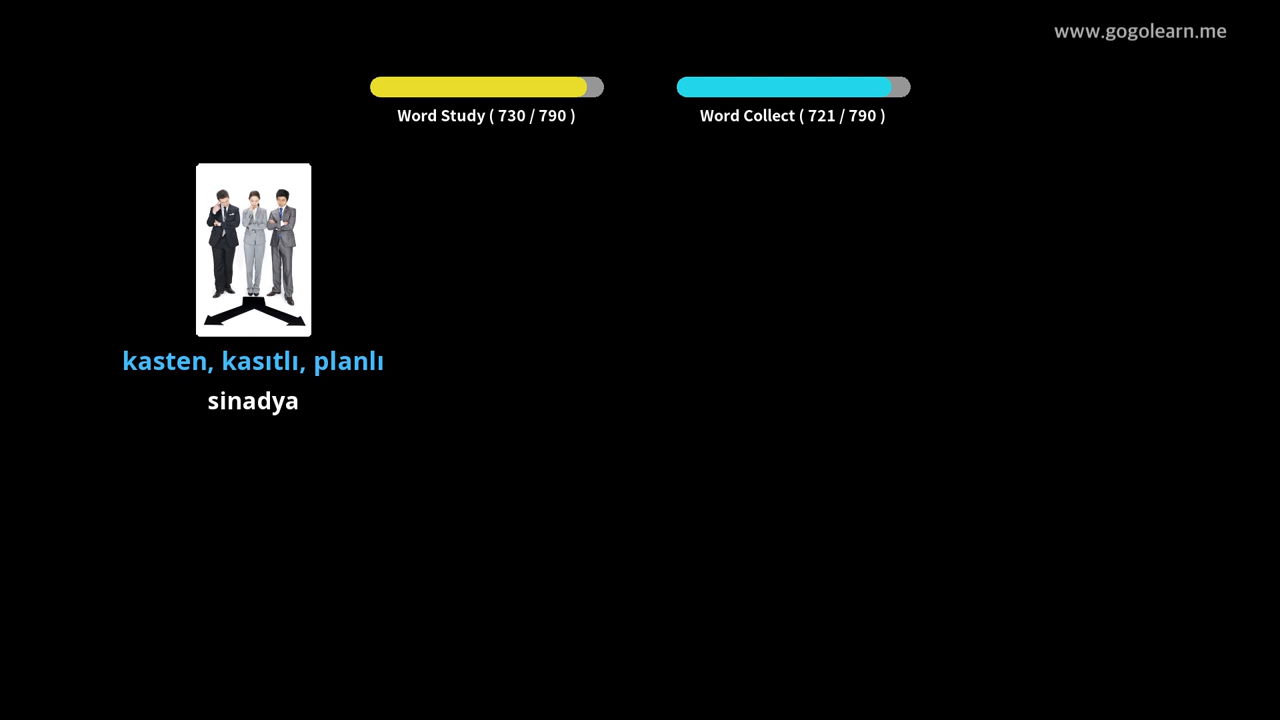 www.gogolearn.me
Word Study ( 730 / 790 )
Word Collect ( 721 / 790 )
kasten, kasıtlı, planlı
sinadya